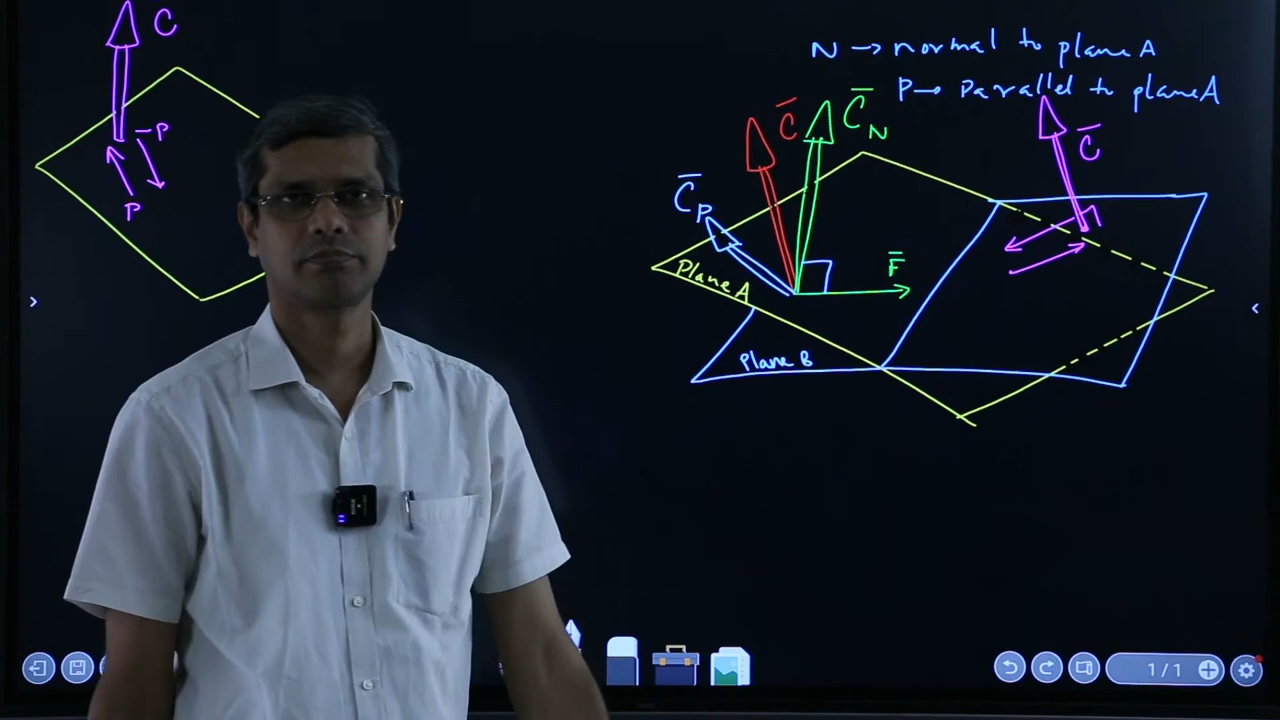 C
-P
P
N → normal to plane A
P → Parallel to plane A
C̄
C̄N
C̄
C̄P
F̄
Plane A
Plane B
1/1